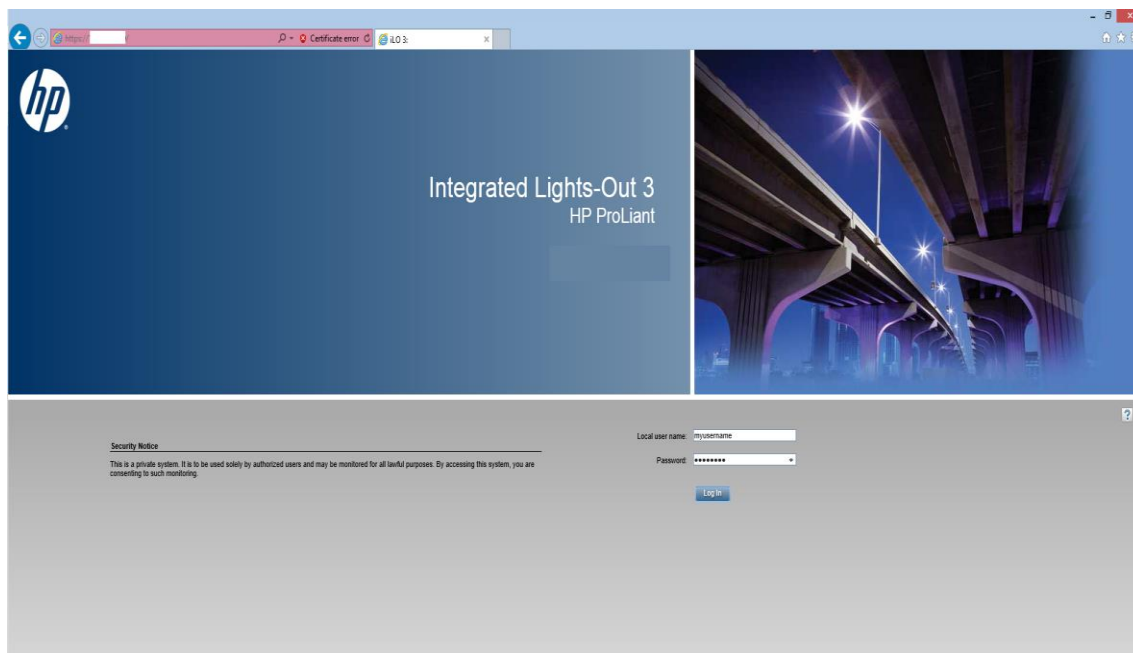 https://
Certificate error
iLO 3:
hp
Integrated Lights-Out 3
HP ProLiant
Security Notice
This is a private system. It is to be used solely by authorized users and may be monitored for all lawful purposes. By accessing this system, you are
consenting to such monitoring.
Local user name: myusername
Password: ••••••••
Log In
?